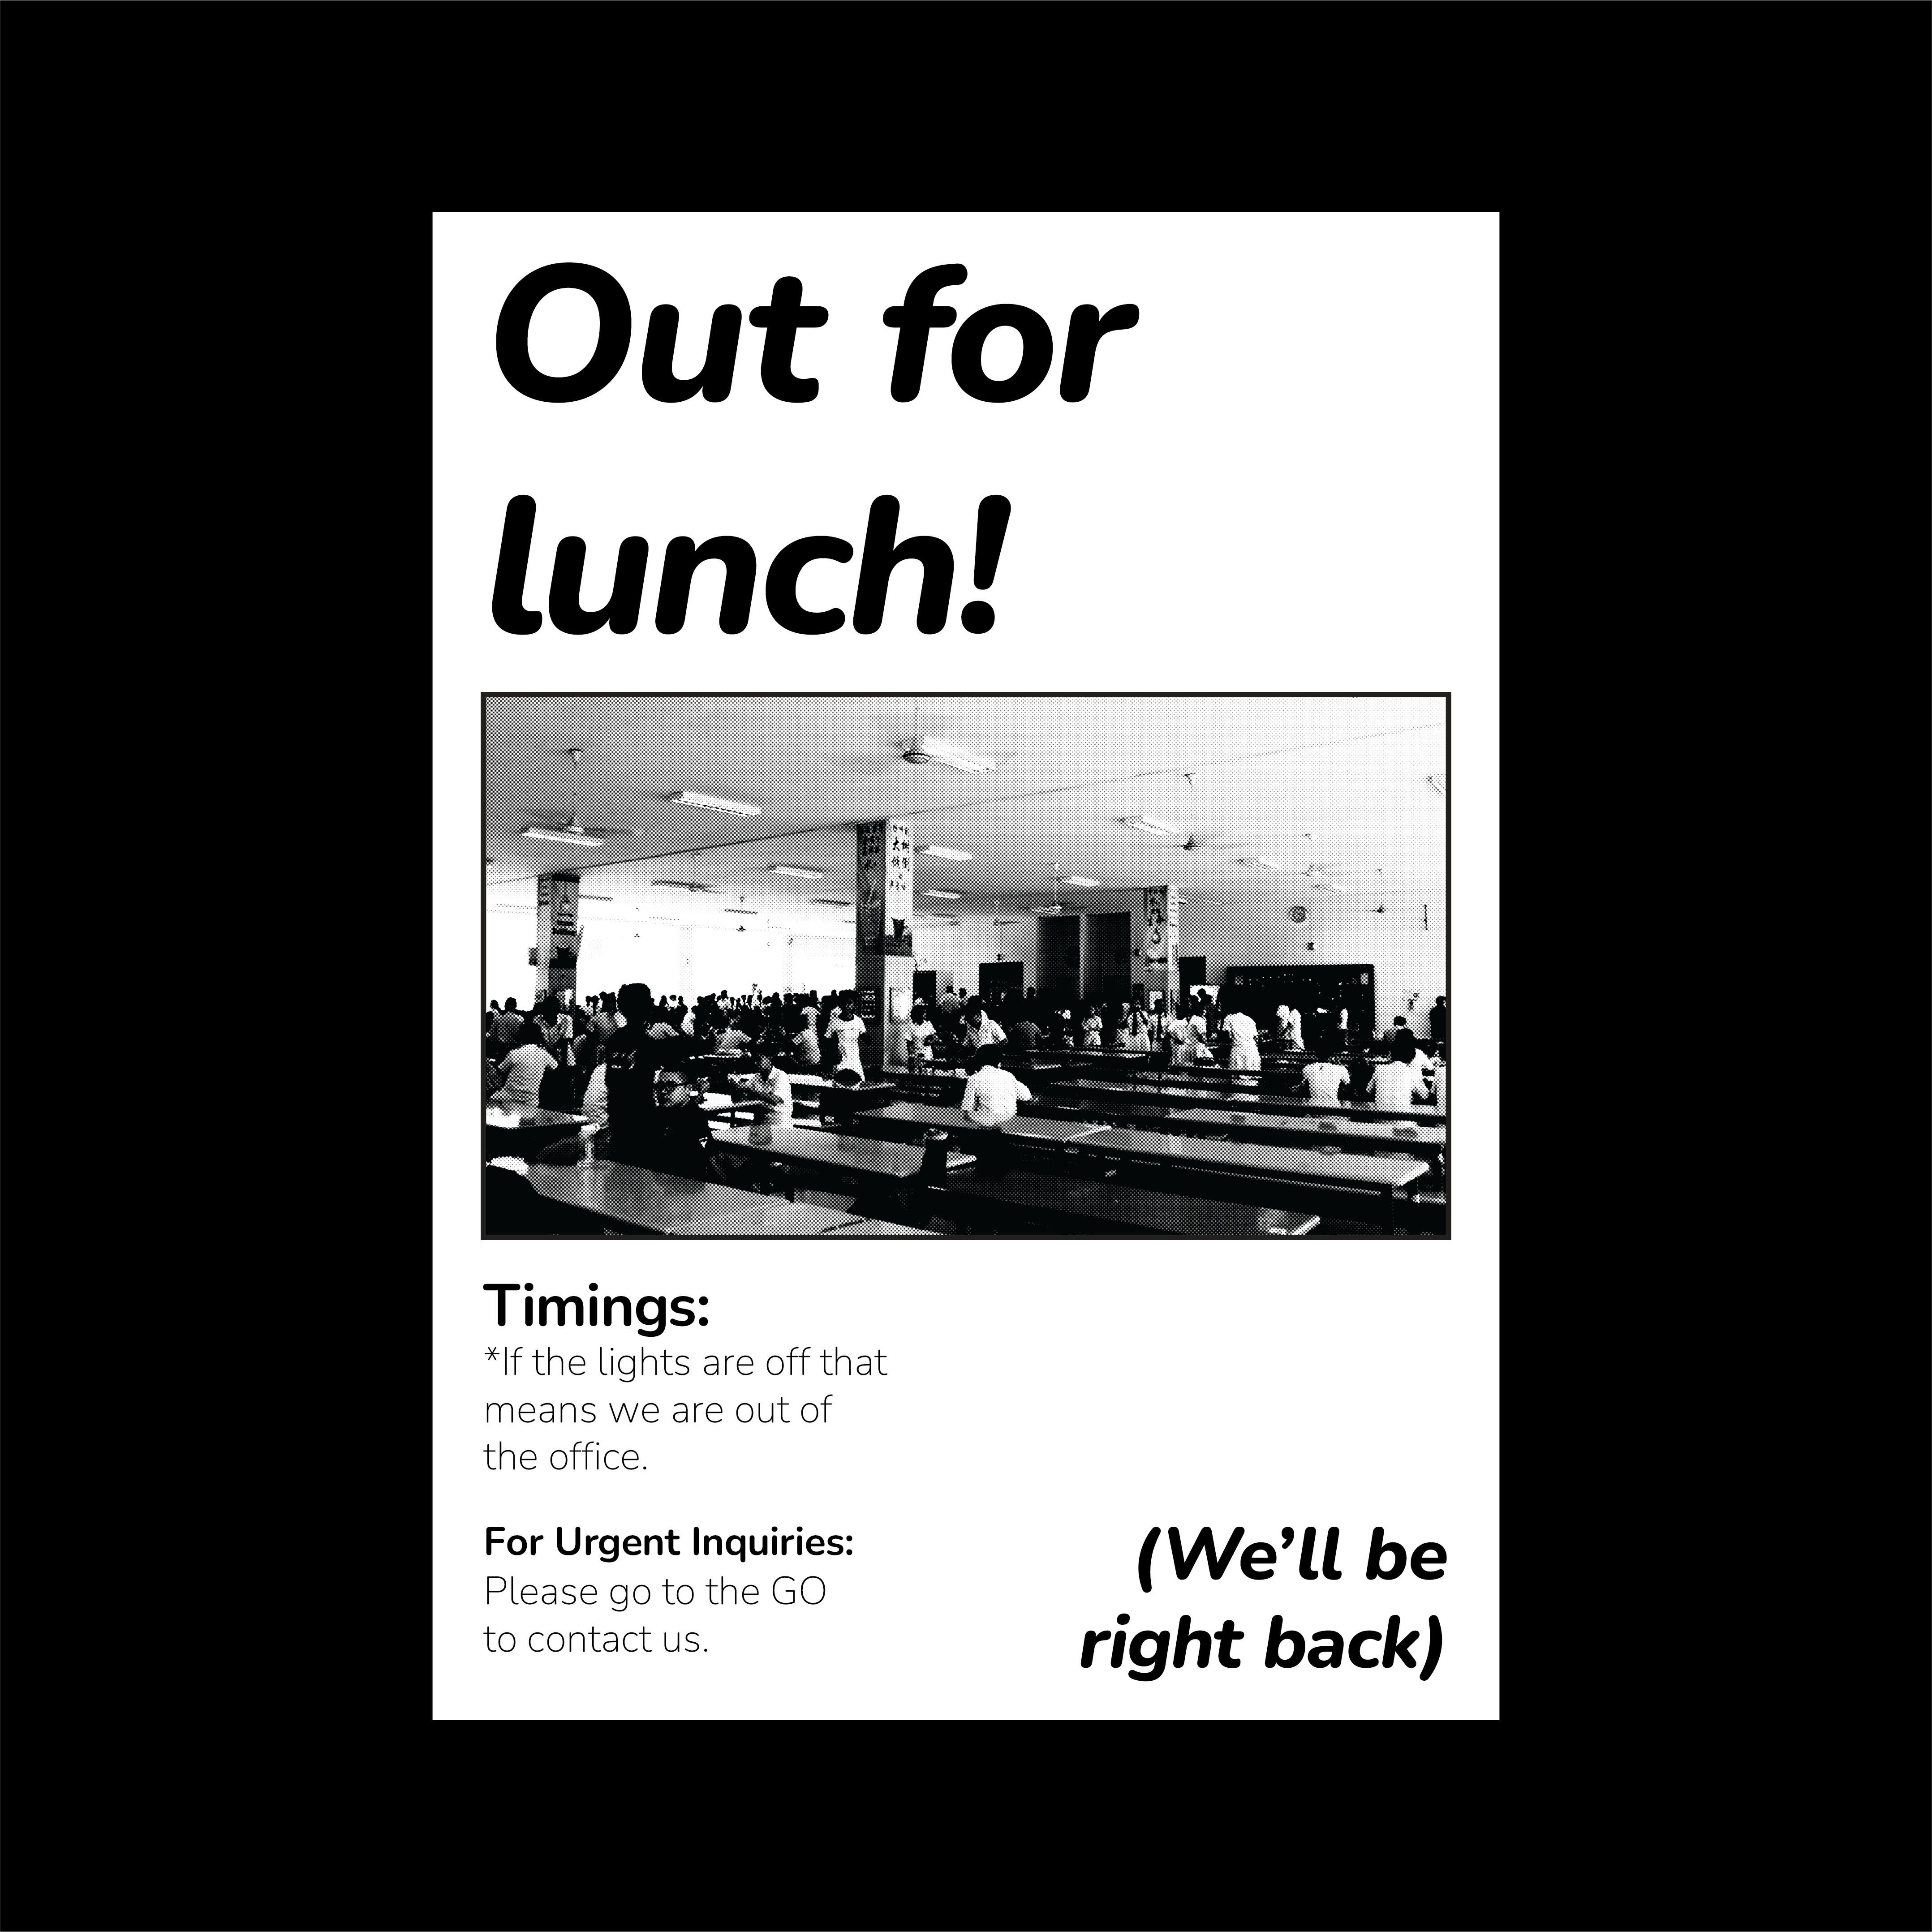 Out for
lunch!
Timings:
*If the lights are off that
means we are out of
the office.
For Urgent Inquiries:
Please go to the GO
to contact us.
(We’ll be
right back)